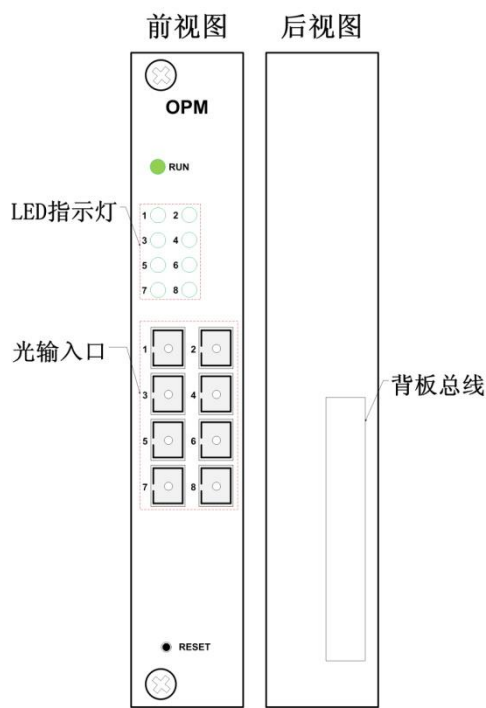 前视图
后视图
OPM
RUN
LED指示灯
1 2
3 4
5 6
7 8
光输入口
1 2
3 4
5 6
7 8
背板总线
RESET